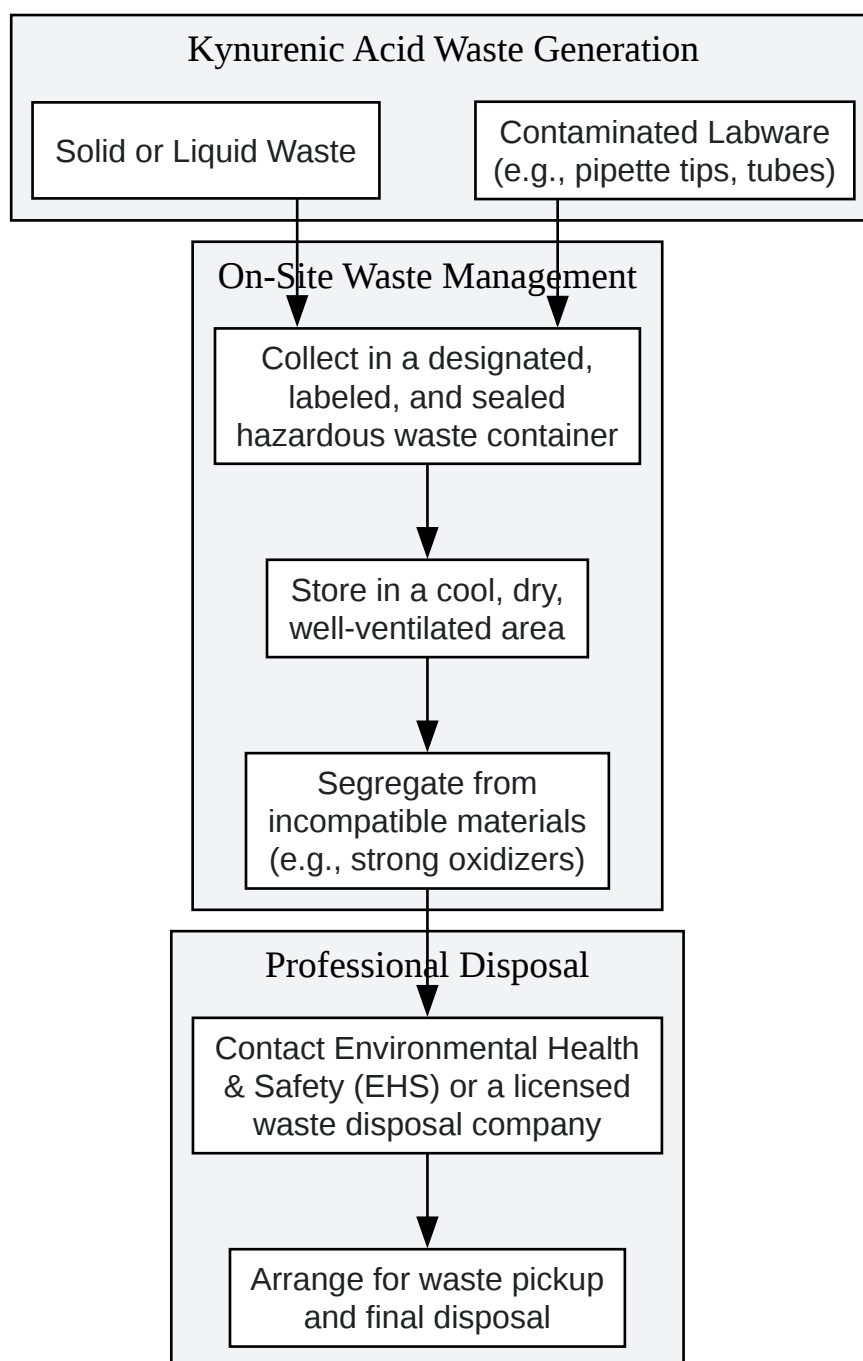 Kynurenic Acid Waste Generation
Solid or Liquid Waste
Contaminated Labware
(e.g., pipette tips, tubes)
On-Site Waste Management
Collect in a designated,
labeled, and sealed
hazardous waste container
Store in a cool, dry,
well-ventilated area
Segregate from
incompatible materials
(e.g., strong oxidizers)
Professional Disposal
Contact Environmental Health
& Safety (EHS) or a licensed
waste disposal company
Arrange for waste pickup
and final disposal